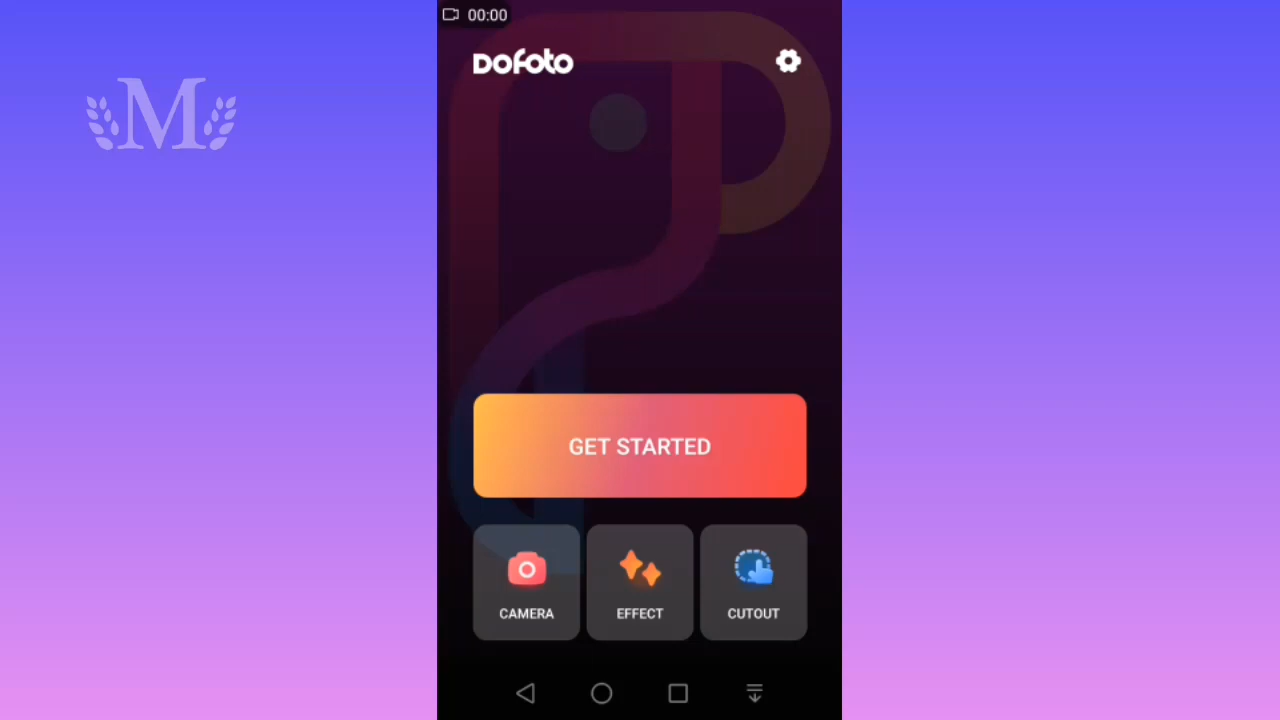 00:00
DOFOTO
M
GET STARTED
CAMERA
EFFECT
CUTOUT